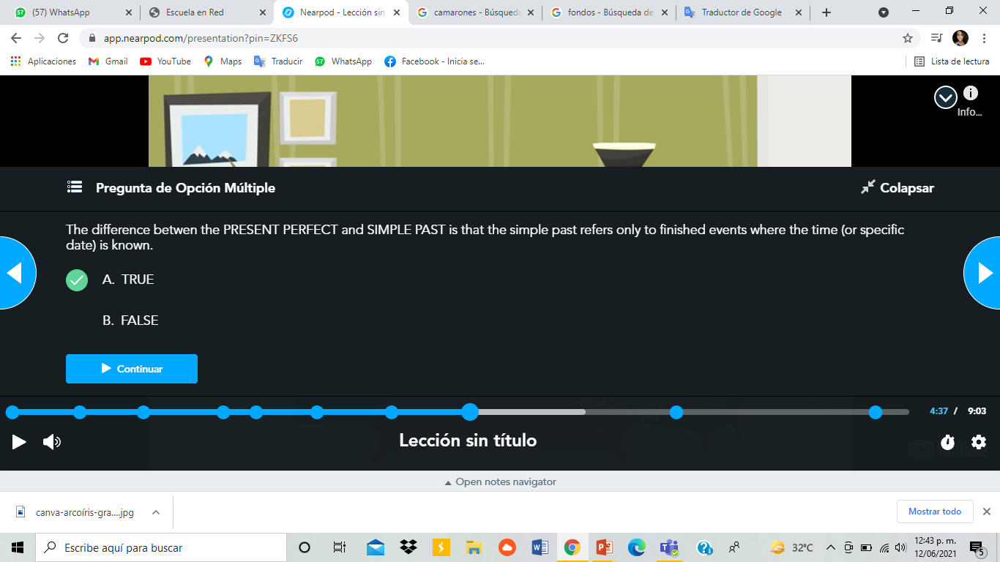 (57) WhatsApp
Escuela en Red
Nearpod - Lección sin
camarones - Búsqueda
fondos - Búsqueda de
Traductor de Google
app.nearpod.com/presentation?pin=ZKFS6
Aplicaciones
Gmail
YouTube
Maps
Traducir
WhatsApp
Facebook - Inicia se...
Lista de lectura
Info...
Pregunta de Opción Múltiple
Colapsar
The difference betwen the PRESENT PERFECT and SIMPLE PAST is that the simple past refers only to finished events where the time (or specific
date) is known.
A. TRUE
B. FALSE
Continuar
4:37 / 9:03
Lección sin título
Open notes navigator
canva-arcoíris-gra....jpg
Mostrar todo
Escribe aquí para buscar
32°C
12:43 p. m.
12/06/2021
5